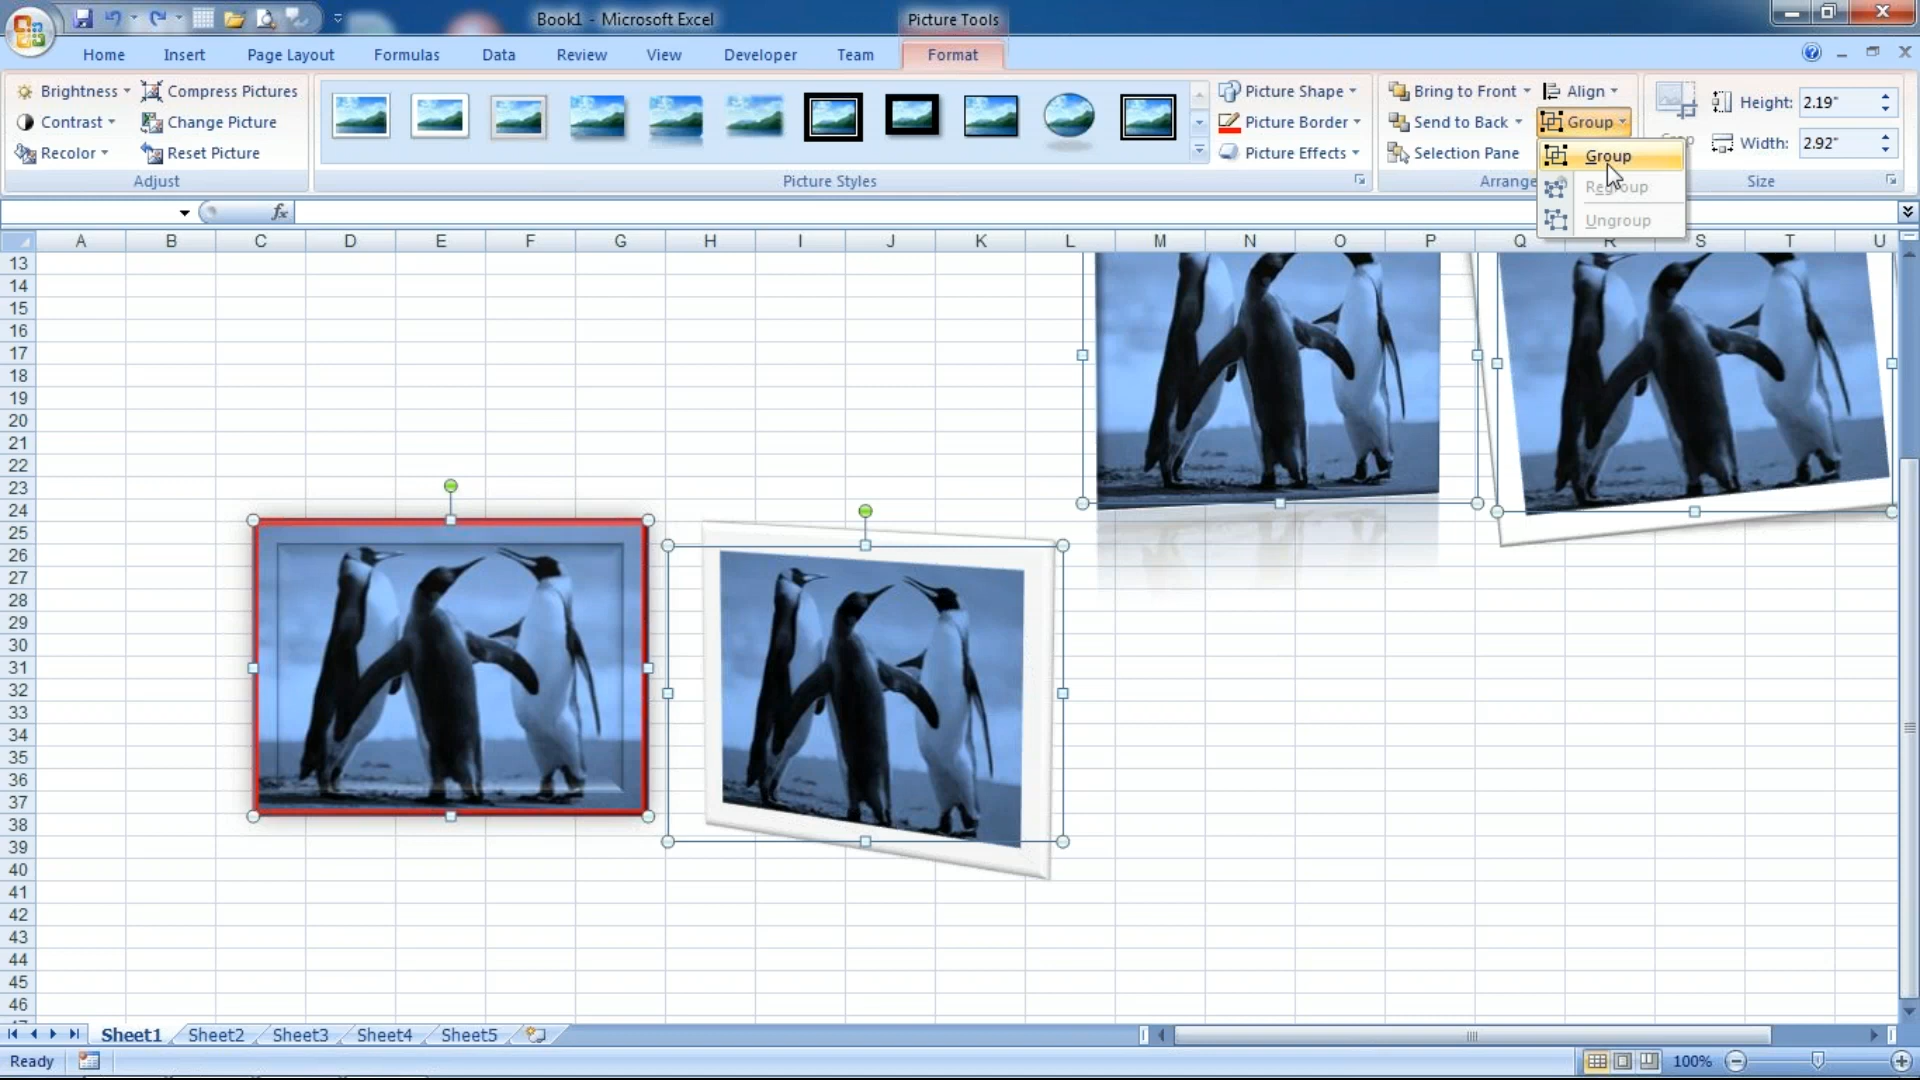 Book1 - Microsoft Excel
Picture Tools
Home Insert Page Layout Formulas Data Review View Developer Team Format
Brightness Compress Pictures
Contrast Change Picture
Recolor Reset Picture
Adjust
Picture Styles
Picture Shape
Picture Border
Picture Effects
Bring to Front Align
Send to Back Group
Selection Pane
Arrange
Group
Regroup
Ungroup
Height: 2.19"
Width: 2.92"
Size
fx
A B C D E F G H I J K L M N O P Q R S T U
13
14
15
16
17
18
19
20
21
22
23
24
25
26
27
28
29
30
31
32
33
34
35
36
37
38
39
40
41
42
43
44
45
46
Sheet1 Sheet2 Sheet3 Sheet4 Sheet5
Ready
100%